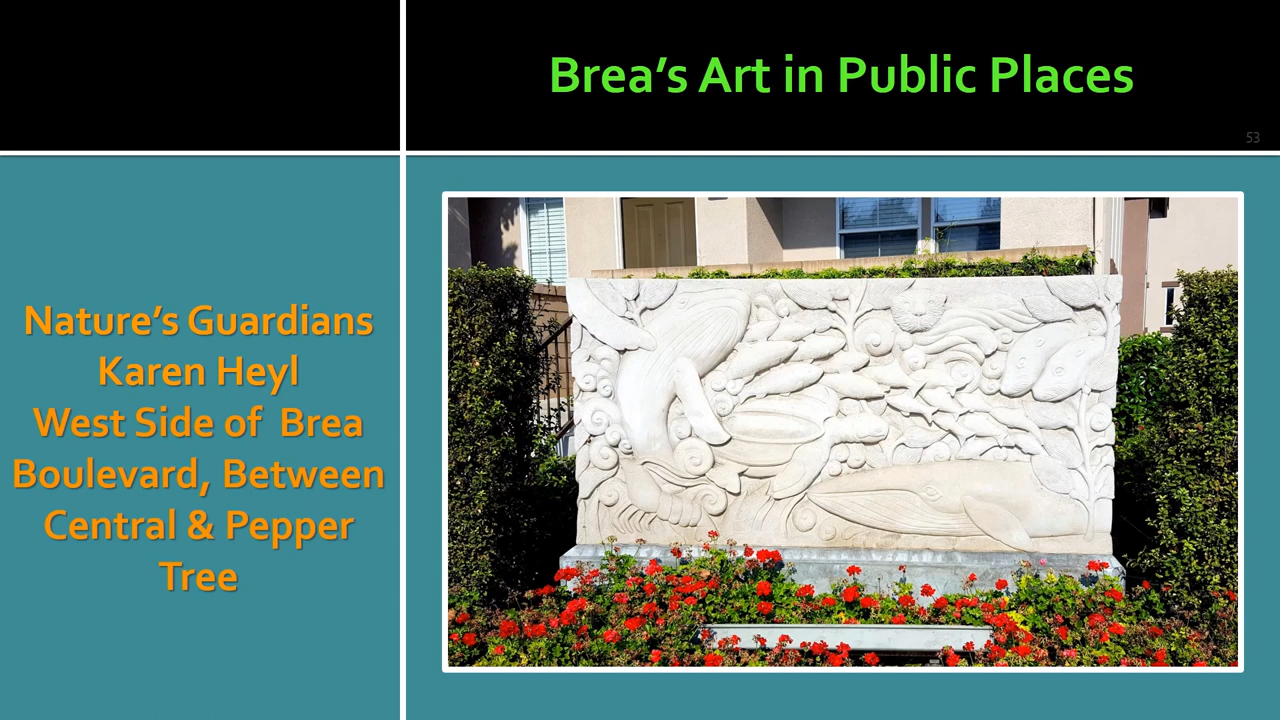 Brea’s Art in Public Places
53
Nature’s Guardians
Karen Heyl
West Side of  Brea
Boulevard, Between
Central & Pepper
Tree